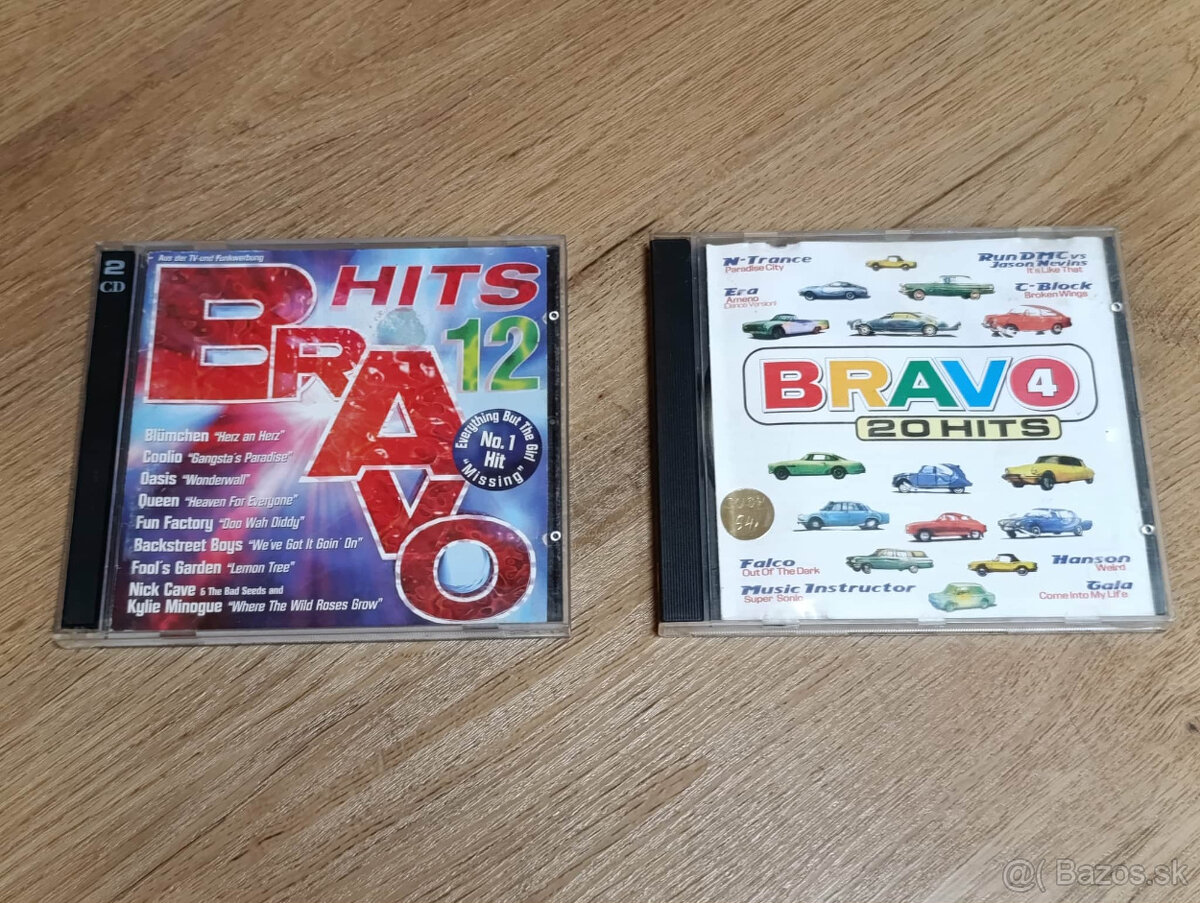 2
CD
Aus der TV-und Funkwerbung
HITS
BRAVO
12
Everything But The Girl
No. 1
Hit
"Missing"
Blümchen "Herz an Herz"
Coolio "Gangsta's Paradise"
Oasis "Wonderwall"
Queen "Heaven For Everyone"
Fun Factory "Doo Wah Diddy"
Backstreet Boys "We've Got It Goin' On"
Fool's Garden "Lemon Tree"
Nick Cave & The Bad Seeds and
Kylie Minogue "Where The Wild Roses Grow"
N-Trance
Paradise City
Run DMC vs
Jason Nevins
It's Like That
Era
Ameno
(Dance Version)
C-Block
Broken Wings
BRAVO 4
20 HITS
Falco
Out Of The Dark
Music Instructor
Super Sonic
Hanson
Weird
Gala
Come Into My Life
@( Bazos.sk